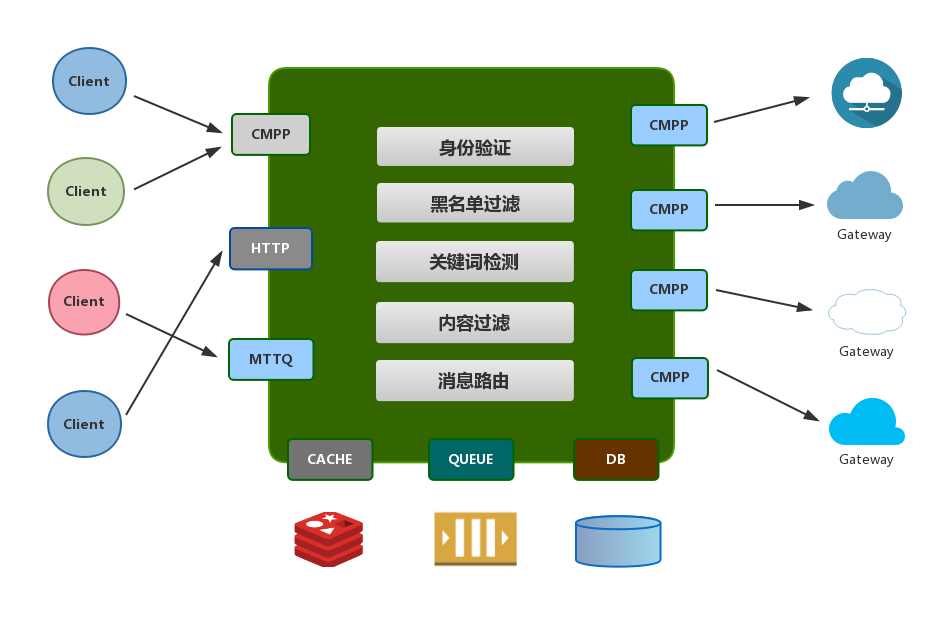 Client
Client
Client
Client
CMPP
HTTP
MTTQ
身份验证
黑名单过滤
关键词检测
内容过滤
消息路由
CMPP
CMPP
CMPP
CMPP
Gateway
Gateway
Gateway
CACHE
QUEUE
DB